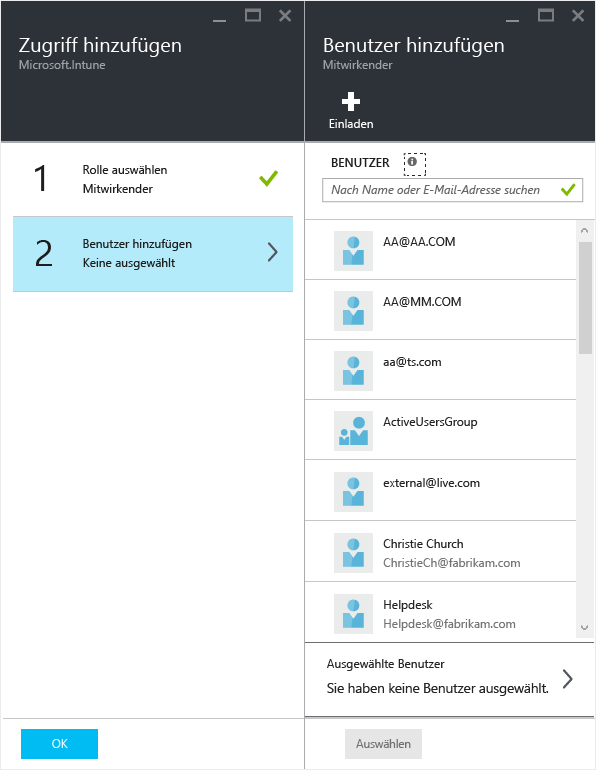 Zugriff hinzufügen
Microsoft.Intune
1
Rolle auswählen
Mitwirkender
2
Benutzer hinzufügen
Keine ausgewählt
OK
Benutzer hinzufügen
Mitwirkender
Einladen
BENUTZER
Nach Name oder E-Mail-Adresse suchen
AA@AA.COM
AA@MM.COM
aa@ts.com
ActiveUsersGroup
external@live.com
Christie Church
ChristieCh@fabrikam.com
Helpdesk
Helpdesk@fabrikam.com
Ausgewählte Benutzer
Sie haben keine Benutzer ausgewählt.
Auswählen